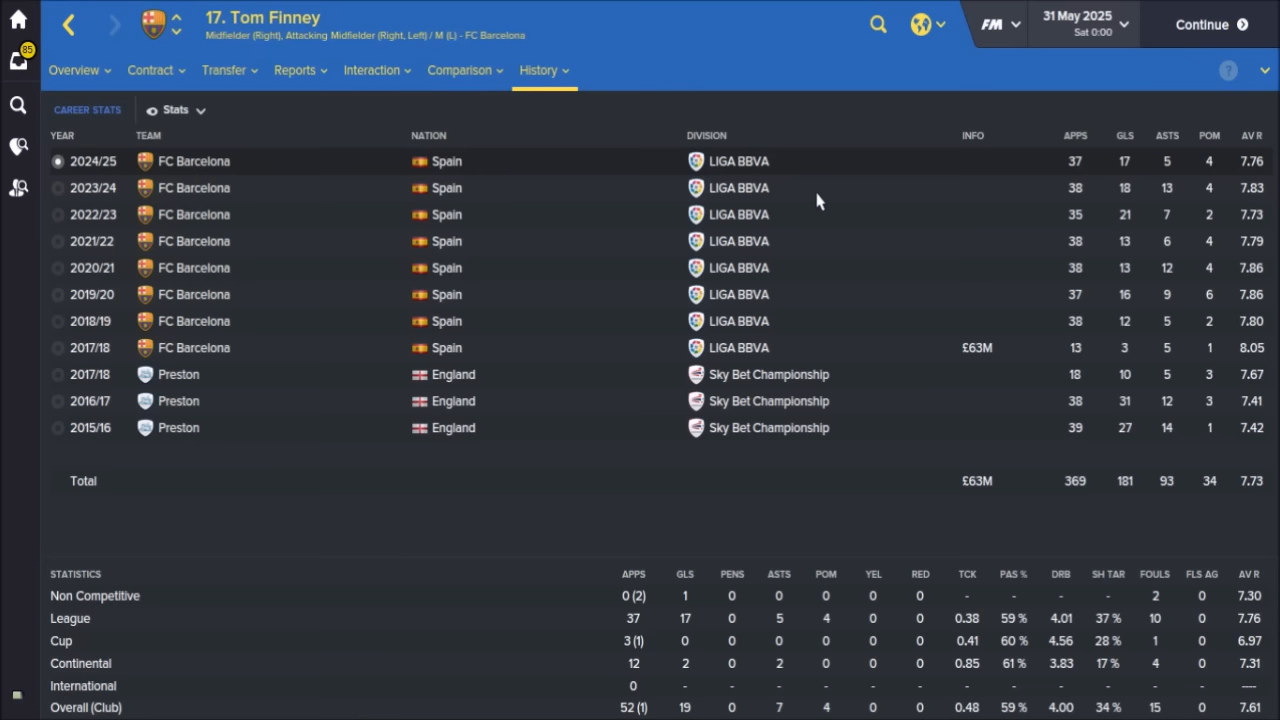 17. Tom Finney
Midfielder (Right), Attacking Midfielder (Right, Left) / M (L) - FC Barcelona
FM
31 May 2025
Sat 0:00
Continue
85
Overview Contract Transfer Reports Interaction Comparison History ?
CAREER STATS Stats
YEAR TEAM NATION DIVISION INFO APPS GLS ASTS POM AV R
2024/25 FC Barcelona Spain LIGA BBVA 37 17 5 4 7.76
2023/24 FC Barcelona Spain LIGA BBVA 38 18 13 4 7.83
2022/23 FC Barcelona Spain LIGA BBVA 35 21 7 2 7.73
2021/22 FC Barcelona Spain LIGA BBVA 38 13 6 4 7.79
2020/21 FC Barcelona Spain LIGA BBVA 38 13 12 4 7.86
2019/20 FC Barcelona Spain LIGA BBVA 37 16 9 6 7.86
2018/19 FC Barcelona Spain LIGA BBVA 38 12 5 2 7.80
2017/18 FC Barcelona Spain LIGA BBVA £63M 13 3 5 1 8.05
2017/18 Preston England Sky Bet Championship 18 10 5 3 7.67
2016/17 Preston England Sky Bet Championship 38 31 12 3 7.41
2015/16 Preston England Sky Bet Championship 39 27 14 1 7.42
Total £63M 369 181 93 34 7.73
STATISTICS APPS GLS PENS ASTS POM YEL RED TCK PAS % DRB SH TAR FOULS FLS AG AV R
Non Competitive 0 (2) 1 0 0 0 0 0 - - - - 2 0 7.30
League 37 17 0 5 4 0 0 0.38 59 % 4.01 37 % 10 0 7.76
Cup 3 (1) 0 0 0 0 0 0 0.41 60 % 4.56 28 % 1 0 6.97
Continental 12 2 0 2 0 0 0 0.85 61 % 3.83 17 % 4 0 7.31
International 0 - - - - - - - - - - - - ----
Overall (Club) 52 (1) 19 0 7 4 0 0 0.48 59 % 4.00 34 % 15 0 7.61